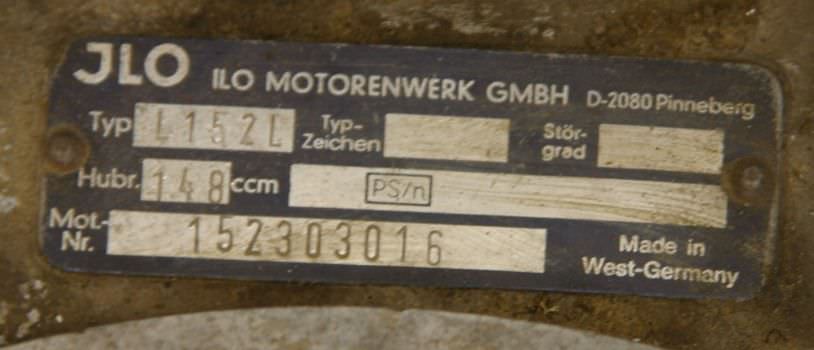 JLO ILO MOTORENWERK GMBH D-2080 Pinneberg
Typ L152L Typ-Zeichen Stör-grad
Hubr. 148 ccm PS/n
Mot.-Nr. 152303016 Made in West-Germany